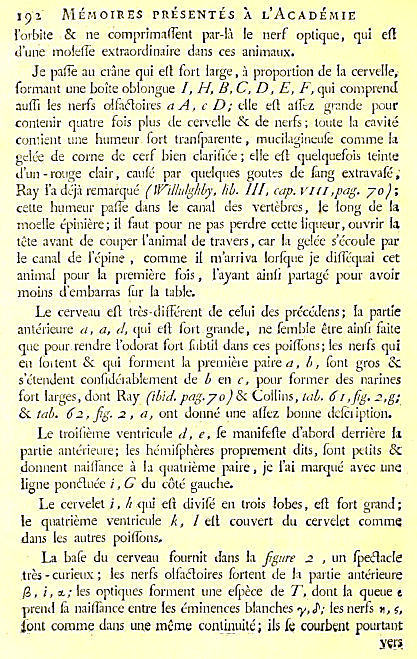 192 MÉMOIRES PRÉSENTÉS À L'ACADÉMIE
l'orbite & ne comprimaſſent par-là le nerf optique, qui eſt
d'une moleſſe extraordinaire dans ces animaux.
Je paſſe au crâne qui eſt fort large, à proportion de la cervelle,
formant une boîte oblongue I, H, B, C, D, E, F, qui comprend
auſſi les nerfs olfactoires a A, c D; elle eſt aſſez grande pour
contenir quatre fois plus de cervelle & de nerfs; toute la cavité
contient une humeur fort tranſparente, mucilagineuſe comme la
gelée de corne de cerf bien clarifiée; elle eſt quelquefois teinte
d'un-rouge clair, cauſé par quelques goutes de ſang extravaſé,
Ray l'a déjà remarqué (Willulghby, lib. III, cap. VIII, pag. 70);
cette humeur paſſe dans le canal des vertèbres, le long de la
moelle épinière; il faut pour ne pas perdre cette liqueur, ouvrir la
tête avant de couper l'animal de travers, car la gelée s'écoule par
le canal de l'épine, comme il m'arriva lorſque je diſſéquai cet
animal pour la première fois, l'ayant ainſi partagé pour avoir
moins d'embarras ſur la table.
Le cerveau eſt très-différent de celui des précédens; la partie
antérieure a, a, d, qui eſt fort grande, ne ſemble être ainſi faite
que pour rendre l'odorat fort ſubtil dans ces poiſſons; les nerfs qui
en ſortent & qui forment la première paire a, b, ſont gros &
s'étendent conſidérablement de b en c, pour former des narines
fort larges, dont Ray (ibid. pag. 70) & Collins, tab. 61, fig. 2, g;
& tab. 62, fig. 2, a, ont donné une aſſez bonne deſcription.
Le troiſième ventricule d, e, ſe manifeſte d'abord derrière la
partie antérieure; les hémiſphères proprement dits, ſont petits &
donnent naiſſance à la quatrième paire, je l'ai marqué avec une
ligne ponctuée i, G du côté gauche.
Le cervelet i, h qui eſt diviſé en trois lobes, eſt fort grand;
le quatrième ventricule k, l eſt couvert du cervelet comme
dans les autres poiſſons.
La baſe du cerveau fournit dans la figure 2, un ſpectacle
très-curieux; les nerfs olfactoires ſortent de la partie antérieure
β, i, α; les optiques forment une eſpèce de T, dont la queue ε
prend ſa naiſſance entre les éminences blanches γ, δ; les nerfs η, ς,
ſont comme dans une même continuité; ils ſe courbent pourtant
vers